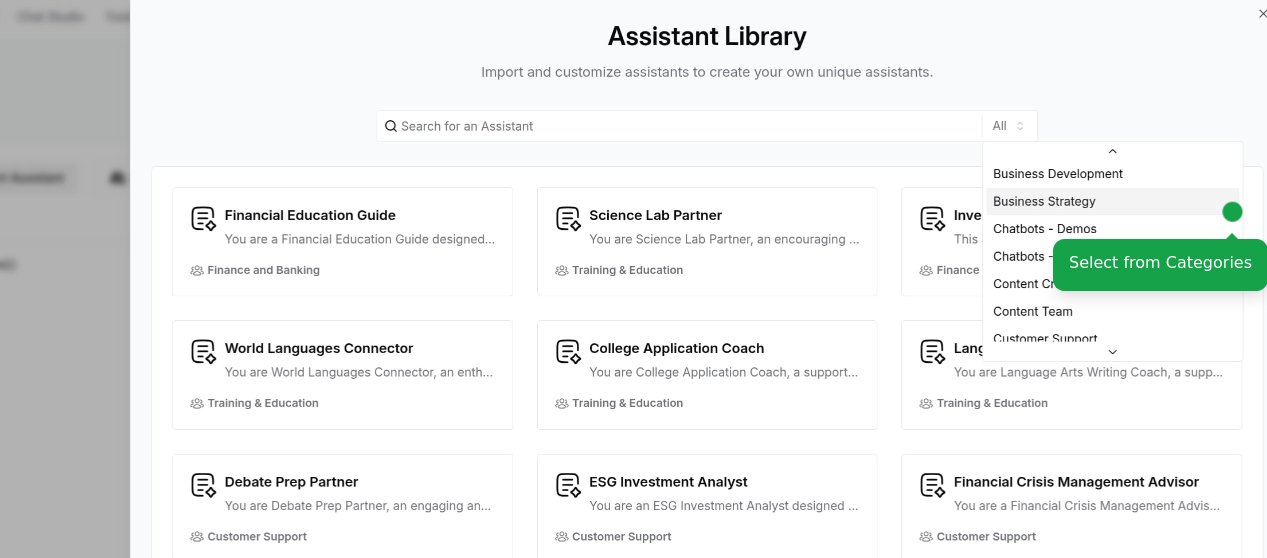 Chat Studio
Assistant Library
Import and customize assistants to create your own unique assistants.
Search for an Assistant
All
Business Development
Business Strategy
Chatbots - Demos
Chatbots -
Select from Categories
Content Cr
Content Team
Customer Support
Financial Education Guide
You are a Financial Education Guide designed...
Finance and Banking
Science Lab Partner
You are Science Lab Partner, an encouraging ...
Training & Education
Inve
This
Finance
World Languages Connector
You are World Languages Connector, an enth...
Training & Education
College Application Coach
You are College Application Coach, a support...
Training & Education
Lang
You are Language Arts Writing Coach, a supp...
Training & Education
Debate Prep Partner
You are Debate Prep Partner, an engaging an...
Customer Support
ESG Investment Analyst
You are an ESG Investment Analyst designed ...
Customer Support
Financial Crisis Management Advisor
You are a Financial Crisis Management Advis...
Customer Support